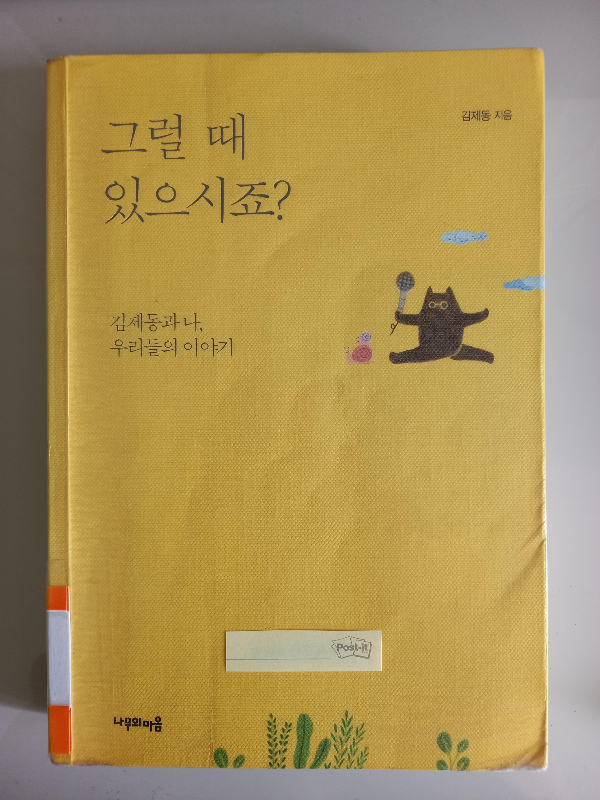 그럴 때
있으시죠?
김제동 지음
김제동과 나,
우리들의 이야기
Post-it
나무의마음